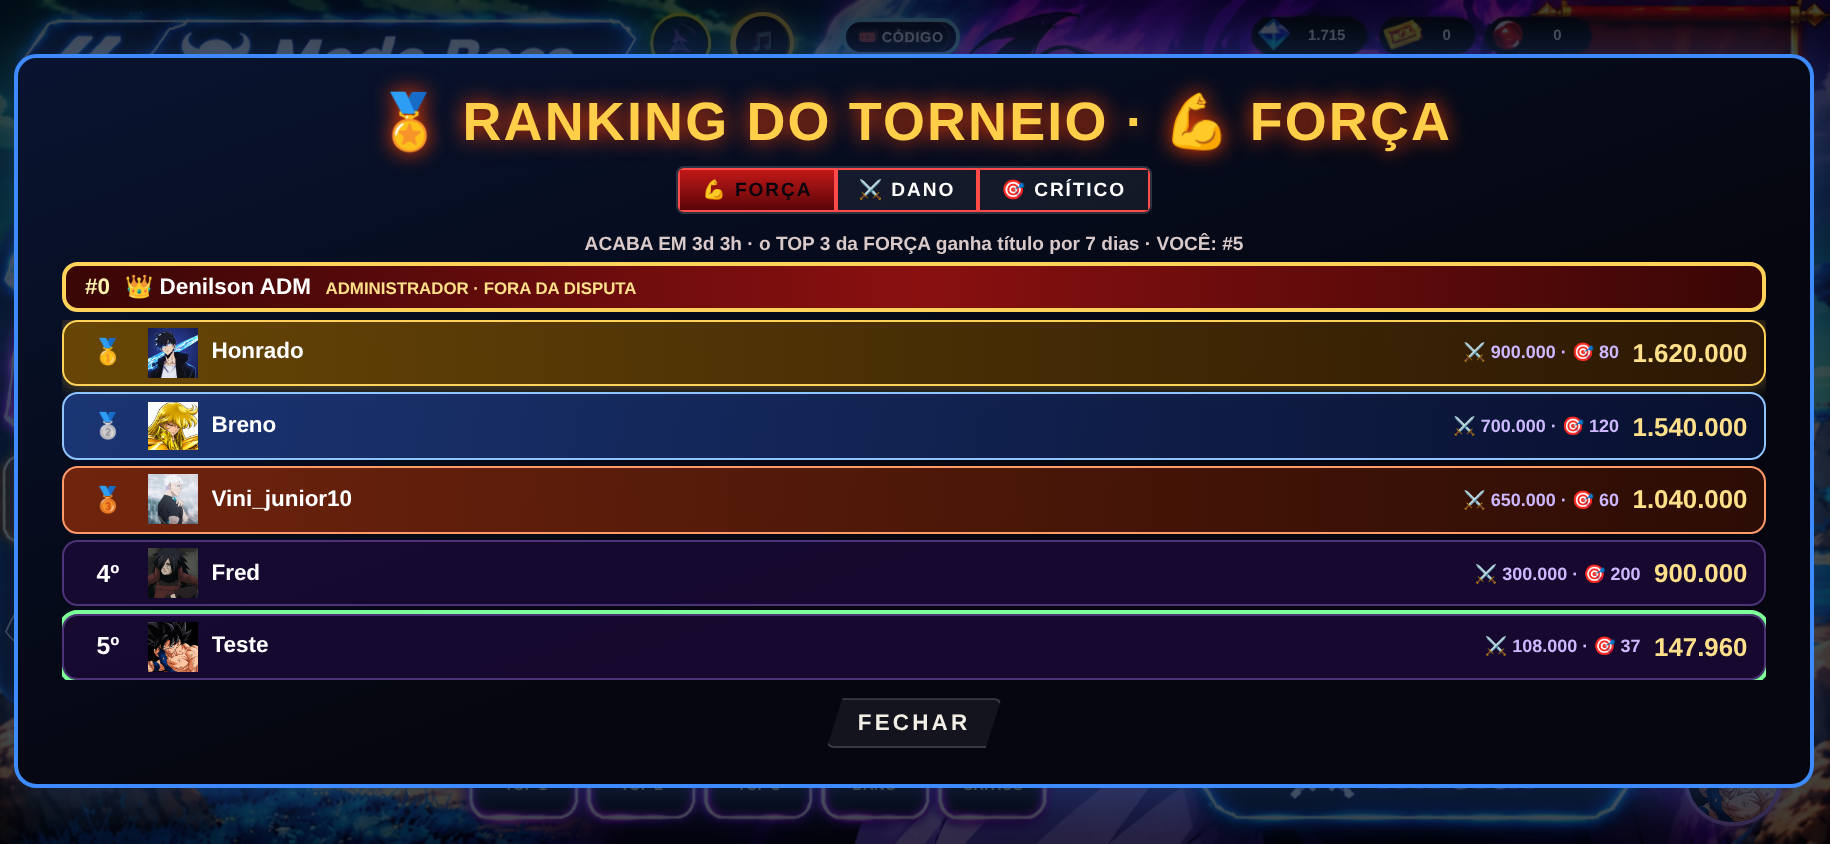 CÓDIGO
1.715
0
0
RANKING DO TORNEIO · FORÇA
FORÇA
DANO
CRÍTICO
ACABA EM 3d 3h · o TOP 3 da FORÇA ganha título por 7 dias · VOCÊ: #5
#0 Denilson ADM ADMINISTRADOR · FORA DA DISPUTA
1 Honrado 900.000 · 80 1.620.000
2 Breno 700.000 · 120 1.540.000
3 Vini_junior10 650.000 · 60 1.040.000
4º Fred 300.000 · 200 900.000
5º Teste 108.000 · 37 147.960
FECHAR